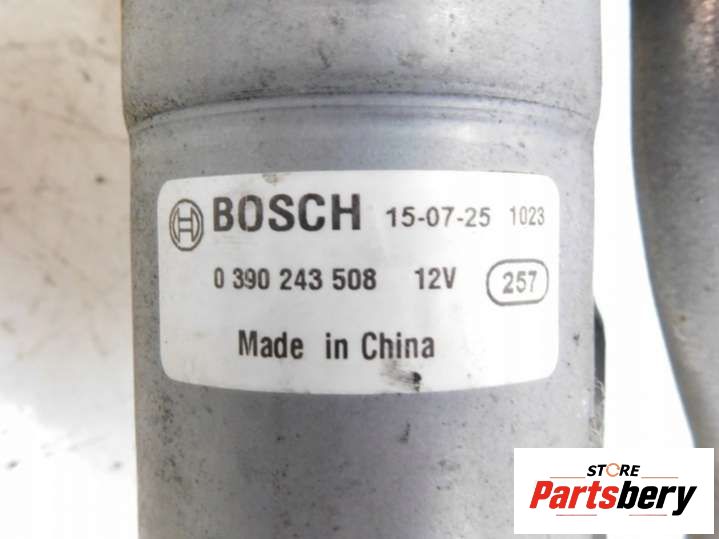 BOSCH 15-07-25 1023
0 390 243 508 12V 257
Made in China
STORE
Partsbery